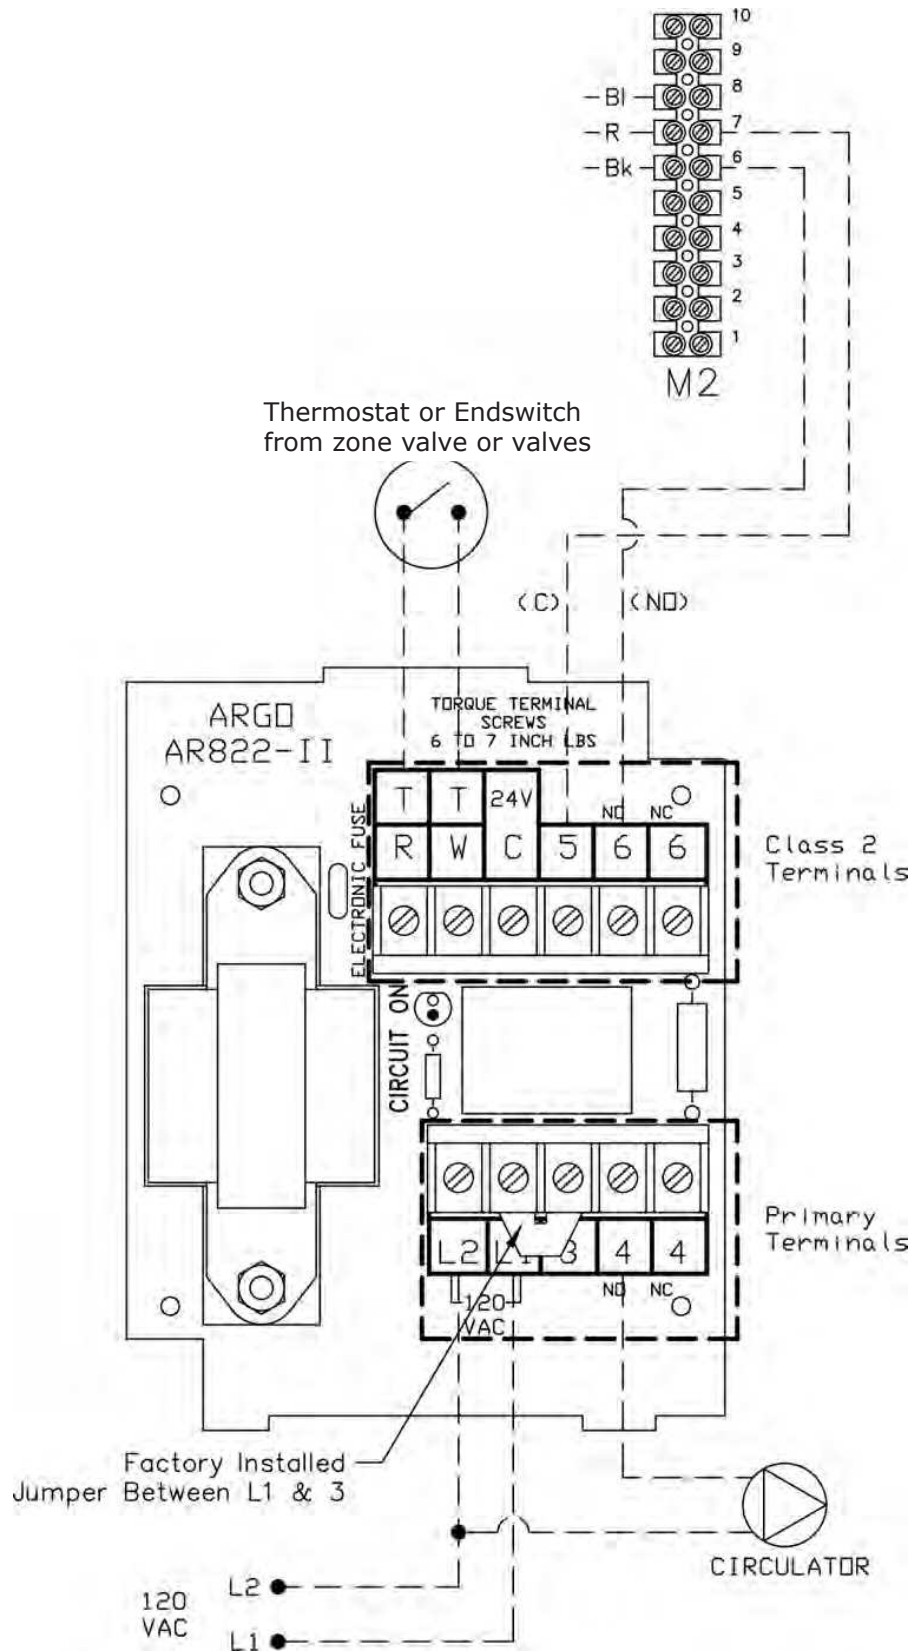 10
9
8
7
6
5
4
3
2
1
Bl
R
Bk
M2
Thermostat or Endswitch
from zone valve or valves
(C) (NO)
ARGO
AR822-II
TORQUE TERMINAL
SCREWS
6 TO 7 INCH LBS
ELECTRONIC FUSE
T T 24V
NO NC
R W C 5 6 6
Class 2
Terminals
CIRCUIT ON
L2 L1 3 4 4
NO NC
120
VAC
Primary
Terminals
Factory Installed
Jumper Between L1 & 3
CIRCULATOR
120
VAC
L2
L1